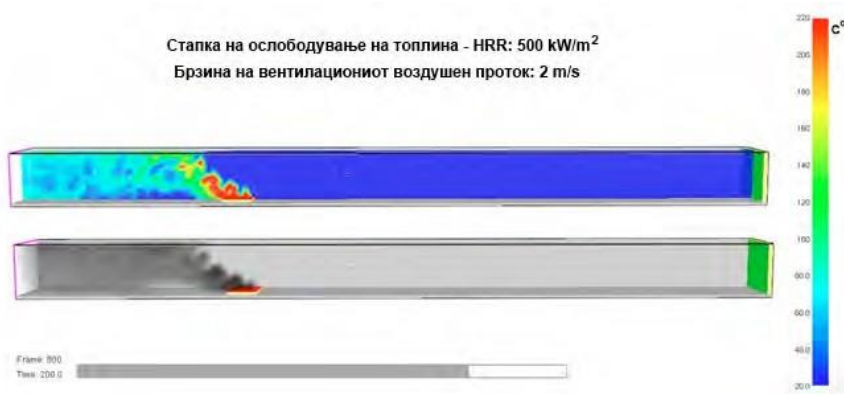 Стапка на ослободување на топлина - HRR: 500 kW/m²
Брзина на вентилациониот воздушен проток: 2 m/s
C°
220
200
180
160
140
120
100
80.0
60.0
40.0
20.0
Frame: 800
Time: 200.0